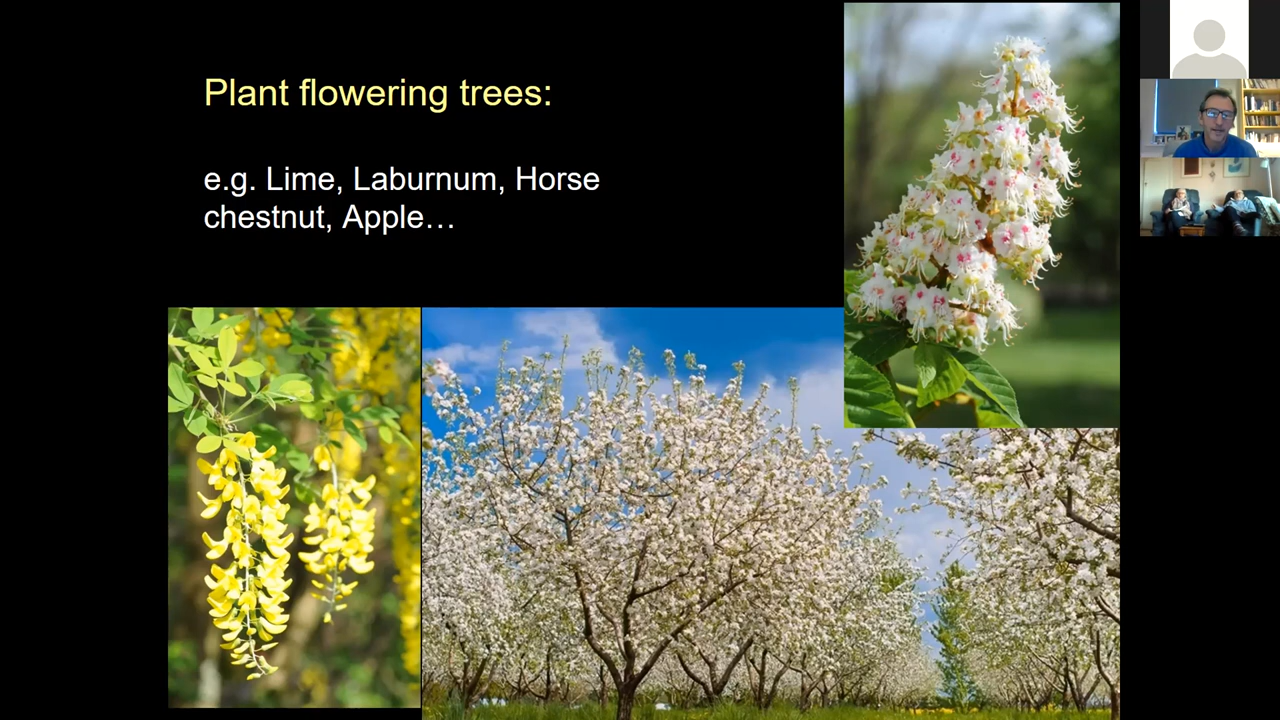 Plant flowering trees:
e.g. Lime, Laburnum, Horse
chestnut, Apple…